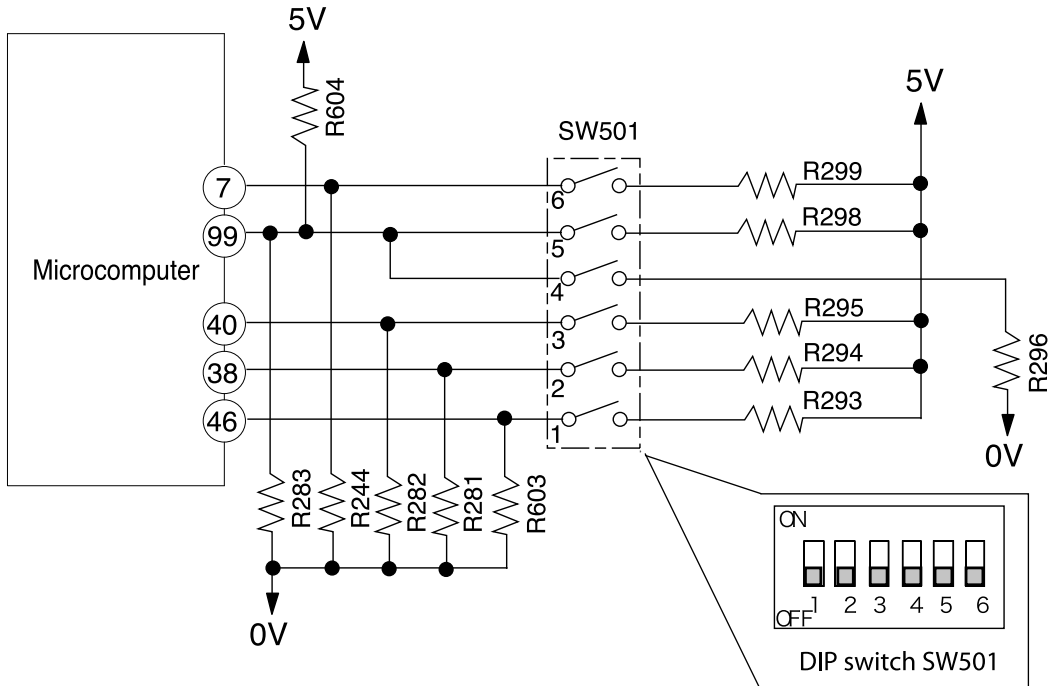 5V
R604
5V
SW501
7
6
R299
99
5
R298
Microcomputer
4
40
3
R295
38
2
R294
R296
46
1
R293
0V
R283
R244
R282
R281
R603
0V
ON
1 2 3 4 5 6
OFF
DIP switch SW501